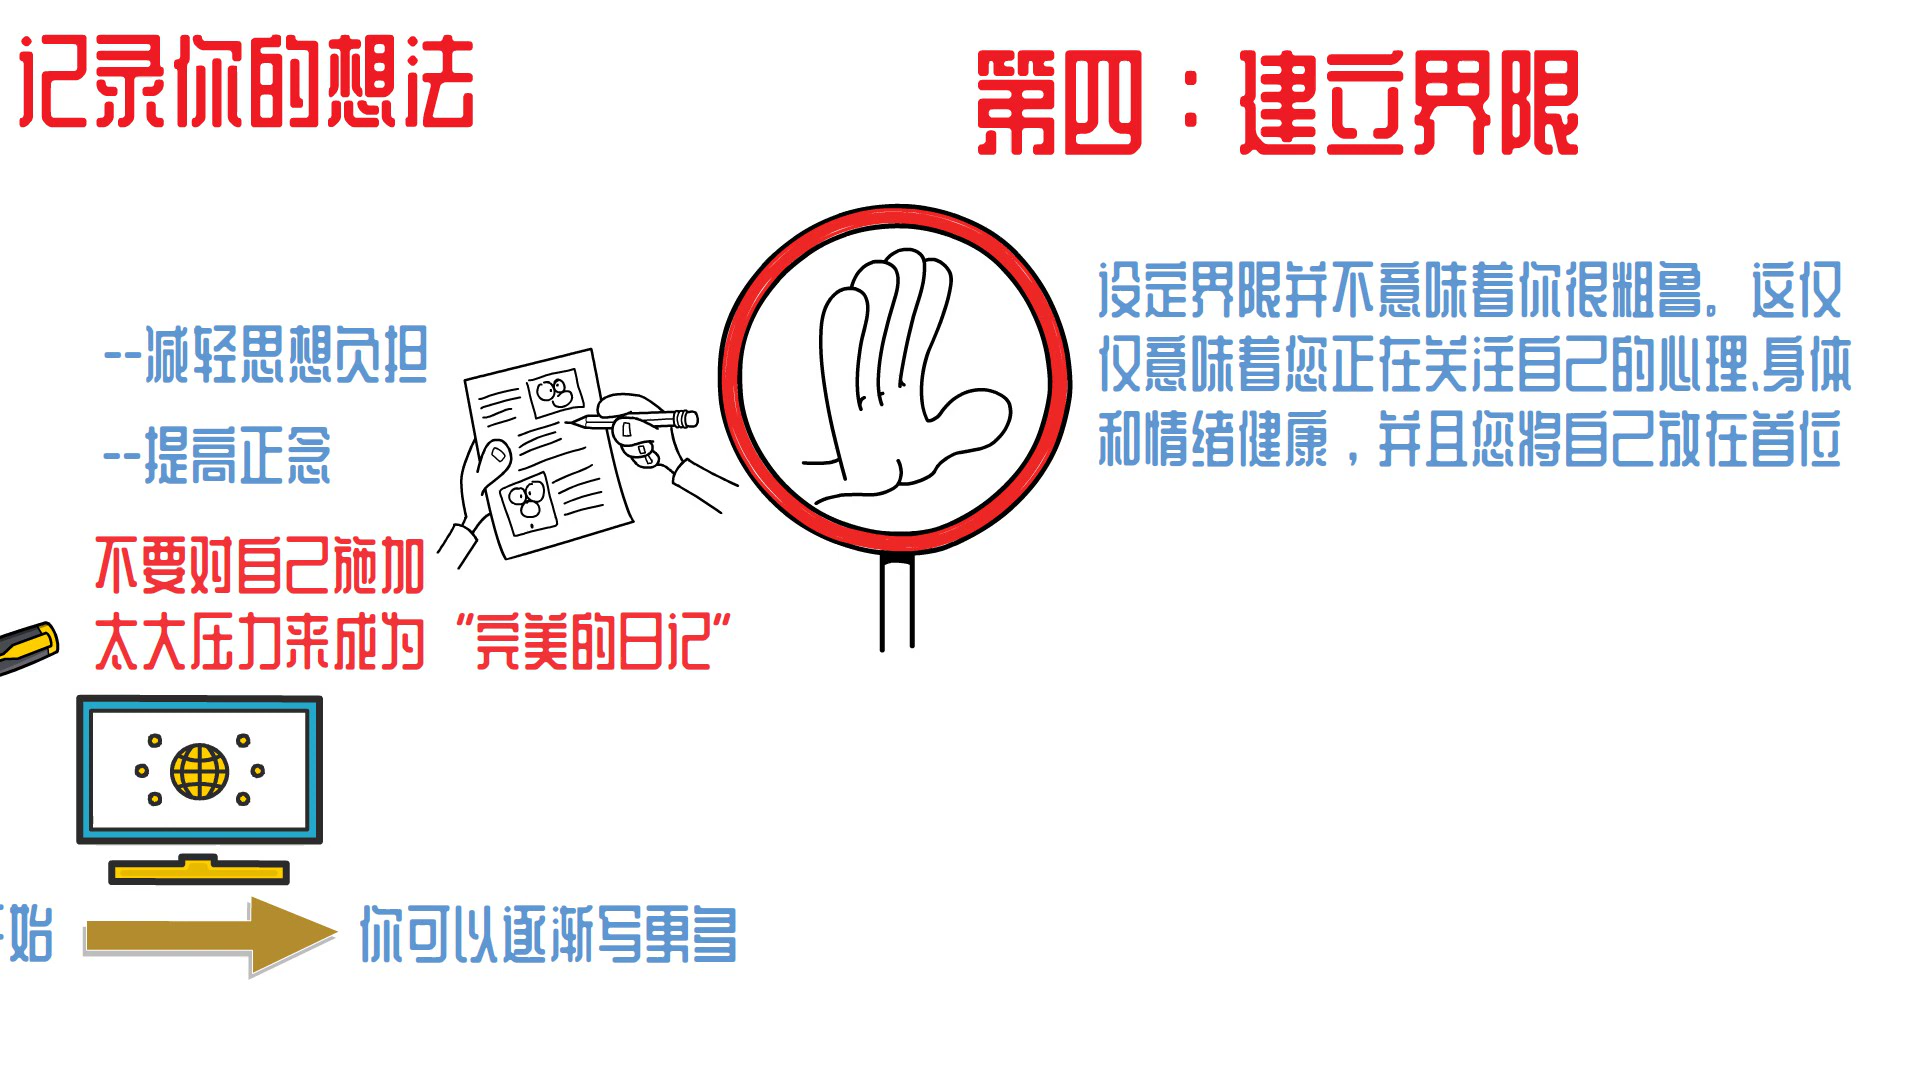 记录你的想法
--减轻思想负担
--提高正念
不要对自己施加
太大压力来成为“完美的日记”
始
你可以逐渐写更多
第四：建立界限
设定界限并不意味着你很粗鲁。这仅
仅意味着您正在关注自己的心理、身体
和情绪健康，并且您将自己放在首位